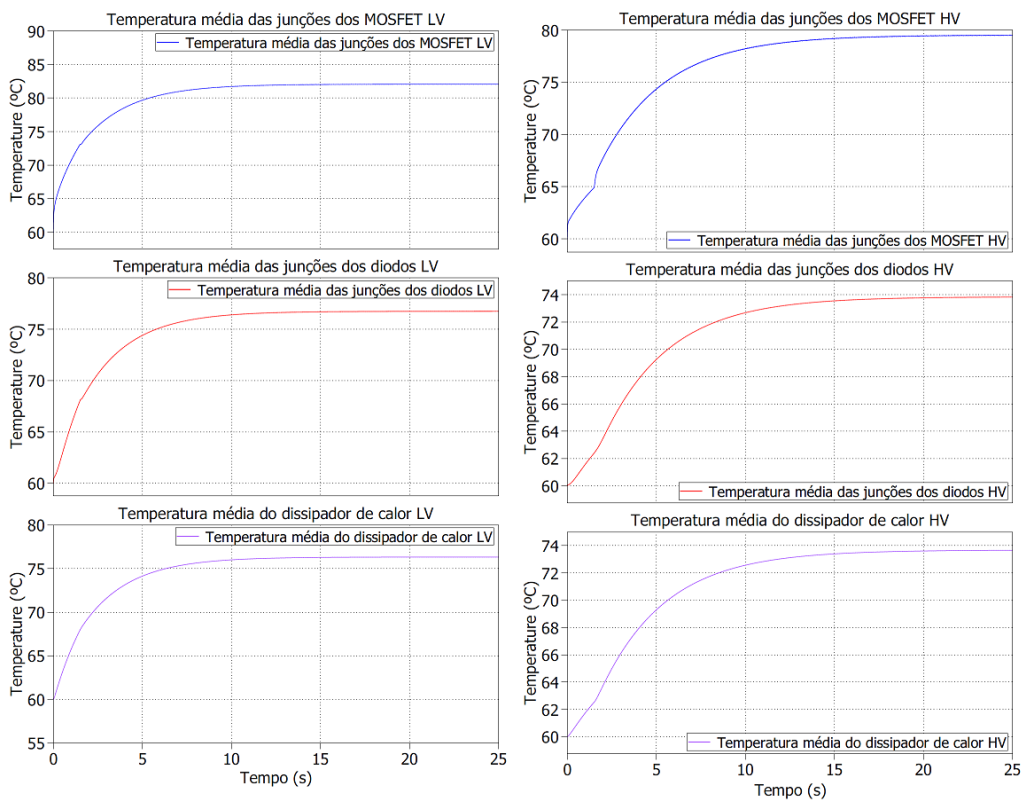 Temperatura média das junções dos MOSFET LV
Temperatura média das junções dos MOSFET LV
Temperature (ºC)
90
85
80
75
70
65
60
Temperatura média das junções dos diodos LV
Temperatura média das junções dos diodos LV
Temperature (ºC)
80
75
70
65
60
Temperatura média do dissipador de calor LV
Temperatura média do dissipador de calor LV
Temperature (ºC)
80
75
70
65
60
55
0 5 10 15 20 25
Tempo (s)
Temperatura média das junções dos MOSFET HV
Temperature (ºC)
80
75
70
65
60
Temperatura média das junções dos MOSFET HV
Temperatura média das junções dos diodos HV
Temperature (ºC)
74
72
70
68
66
64
62
60
Temperatura média das junções dos diodos HV
Temperatura média do dissipador de calor HV
Temperature (ºC)
74
72
70
68
66
64
62
60
Temperatura média do dissipador de calor HV
0 5 10 15 20 25
Tempo (s)